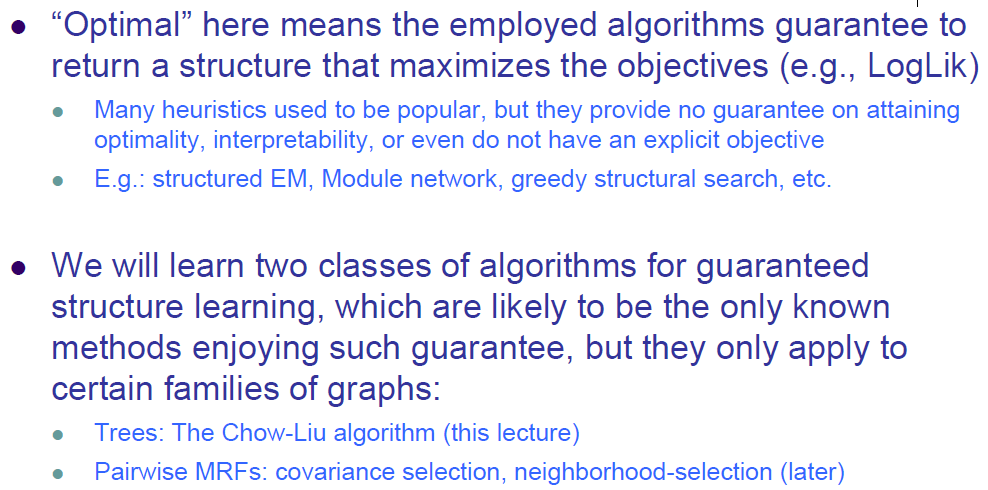 “Optimal” here means the employed algorithms guarantee to
return a structure that maximizes the objectives (e.g., LogLik)
Many heuristics used to be popular, but they provide no guarantee on attaining
optimality, interpretability, or even do not have an explicit objective
E.g.: structured EM, Module network, greedy structural search, etc.
We will learn two classes of algorithms for guaranteed
structure learning, which are likely to be the only known
methods enjoying such guarantee, but they only apply to
certain families of graphs:
Trees: The Chow-Liu algorithm (this lecture)
Pairwise MRFs: covariance selection, neighborhood-selection (later)